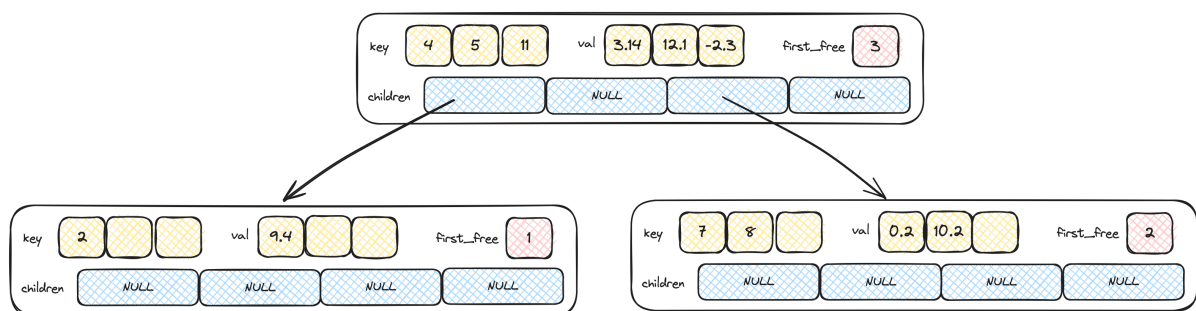 key 4 5 11 val 3.14 12.1 -2.3 first_free 3
children NULL NULL
key 2 val 9.4 first_free 1
children NULL NULL NULL NULL
key 7 8 val 0.2 10.2 first_free 2
children NULL NULL NULL NULL